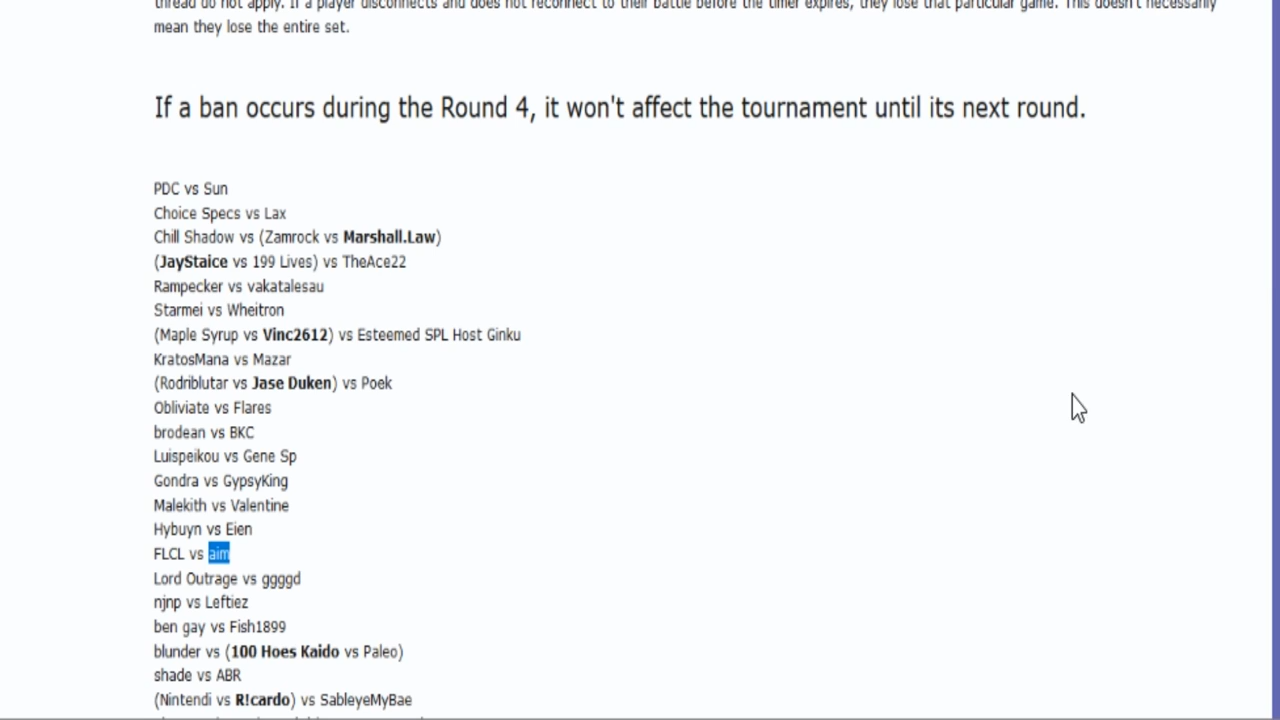 thread do not apply. If a player disconnects and does not reconnect to their battle before the timer expires, they lose that particular game. This doesn't necessarily
mean they lose the entire set.
If a ban occurs during the Round 4, it won't affect the tournament until its next round.
PDC vs Sun
Choice Specs vs Lax
Chill Shadow vs (Zamrock vs Marshall.Law)
(JayStaice vs 199 Lives) vs TheAce22
Rampecker vs vakatalesau
Starmei vs Wheitron
(Maple Syrup vs Vinc2612) vs Esteemed SPL Host Ginku
KratosMana vs Mazar
(Rodriblutar vs Jase Duken) vs Poek
Obliviate vs Flares
brodean vs BKC
Luispeikou vs Gene Sp
Gondra vs GypsyKing
Malekith vs Valentine
Hybuyn vs Eien
FLCL vs aim
Lord Outrage vs ggggd
njnp vs Leftiez
ben gay vs Fish1899
blunder vs (100 Hoes Kaido vs Paleo)
shade vs ABR
(Nintendi vs R!cardo) vs SableyeMyBae